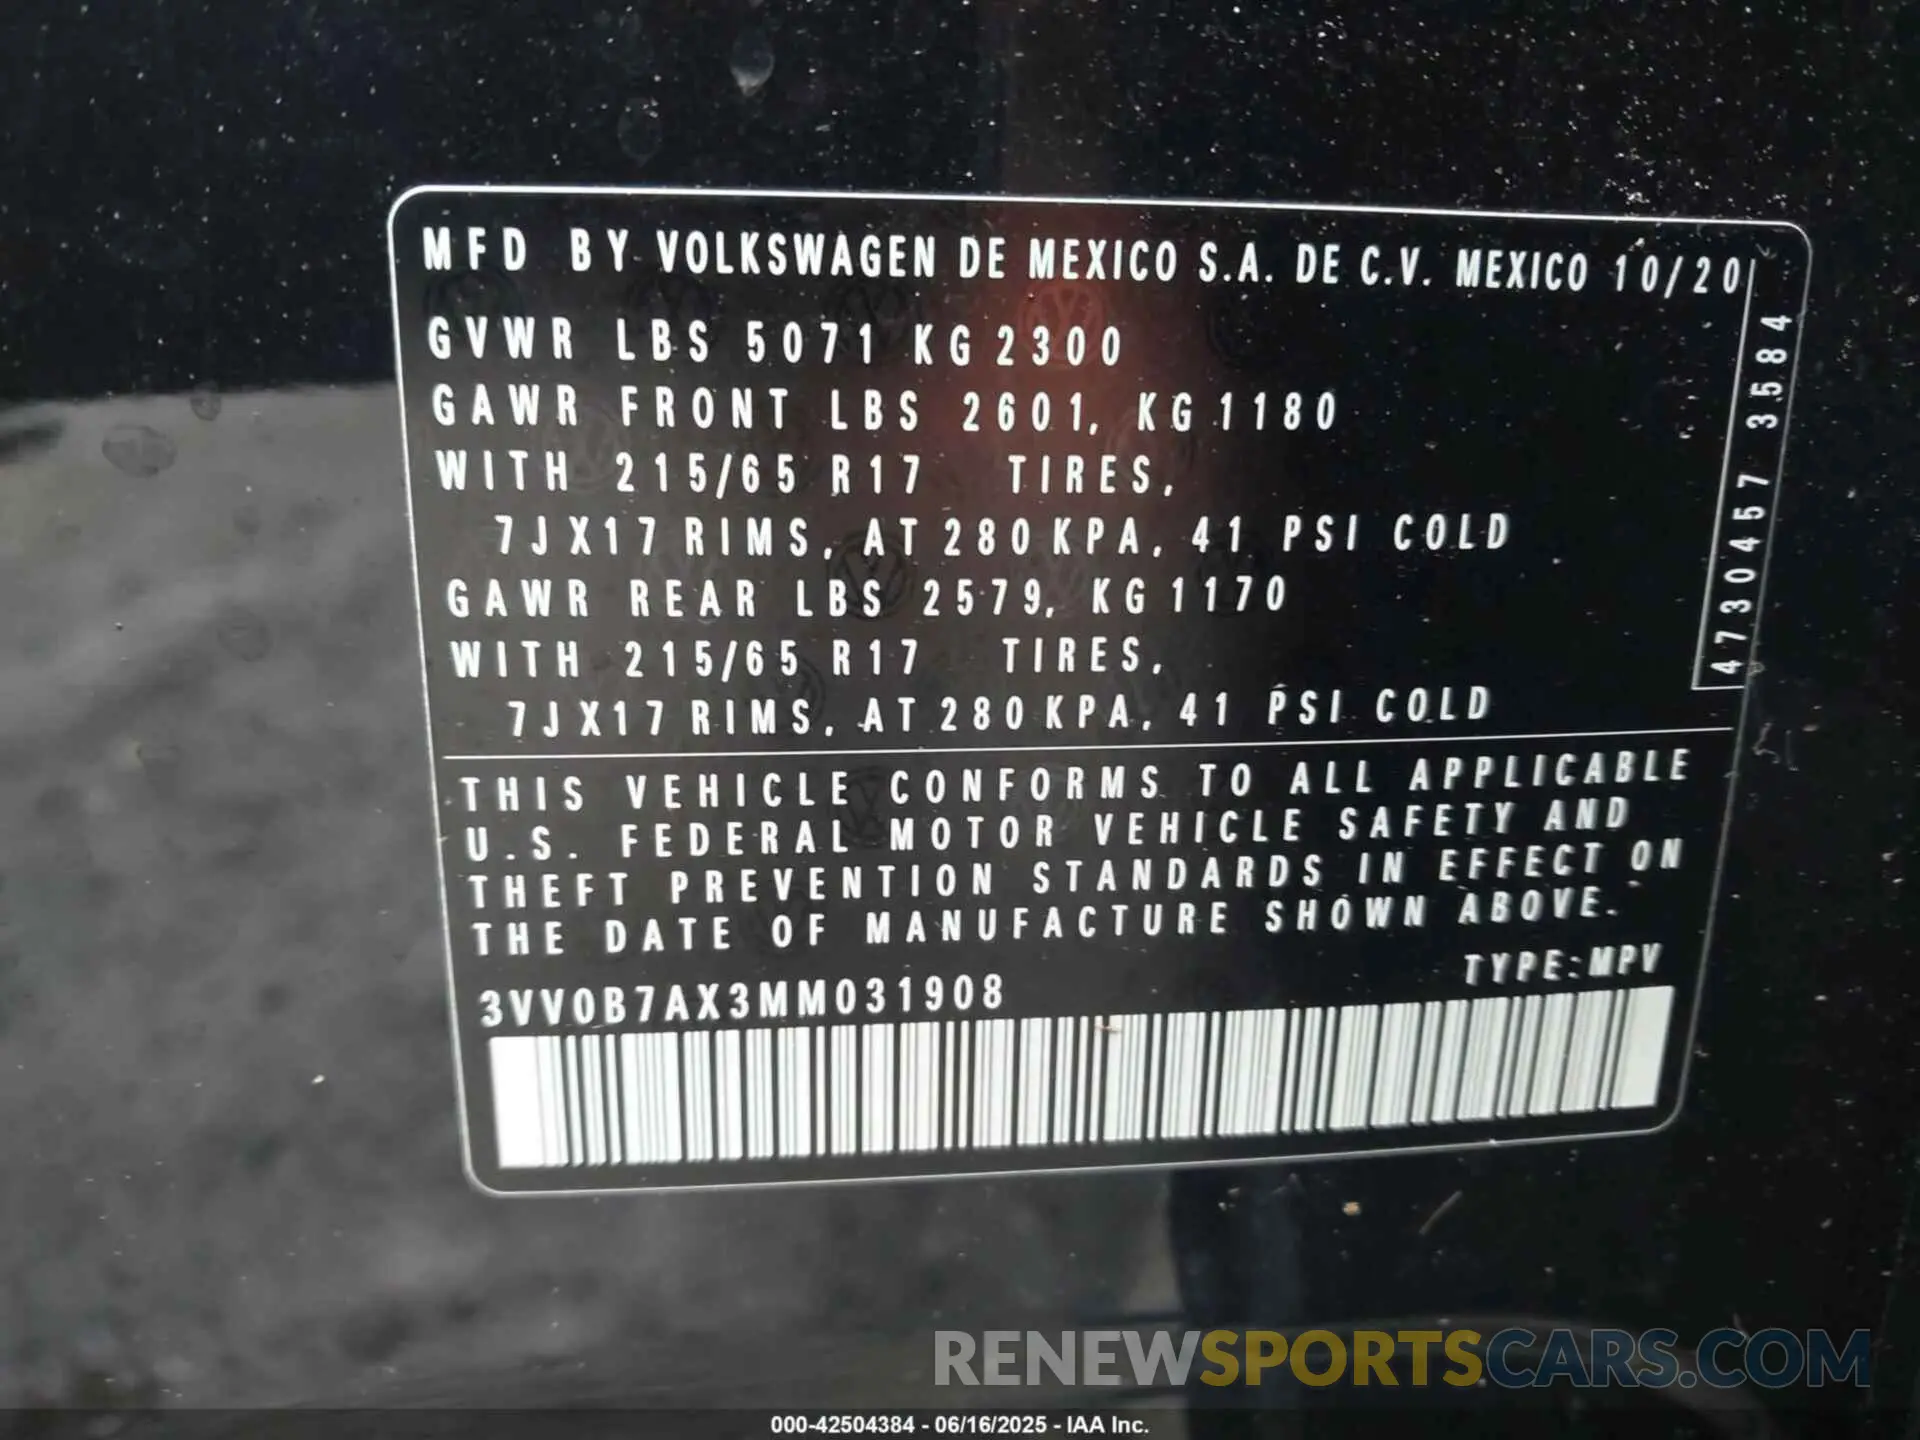 MFD BY VOLKSWAGEN DE MEXICO S.A. DE C.V. MEXICO 10/20
GVWR LBS 5071 KG 2300
GAWR FRONT LBS 2601, KG 1180
WITH 215/65 R17 TIRES,
7JX17 RIMS, AT 280 KPA, 41 PSI COLD
GAWR REAR LBS 2579, KG 1170
WITH 215/65 R17 TIRES,
7JX17 RIMS, AT 280 KPA, 41 PSI COLD
4730457 3584
THIS VEHICLE CONFORMS TO ALL APPLICABLE
U.S. FEDERAL MOTOR VEHICLE SAFETY AND
THEFT PREVENTION STANDARDS IN EFFECT ON
THE DATE OF MANUFACTURE SHOWN ABOVE.
TYPE:MPV
3VV0B7AX3MM031908
RENEWSPORTSCARS.COM
000-42504384 - 06/16/2025 - IAA Inc.